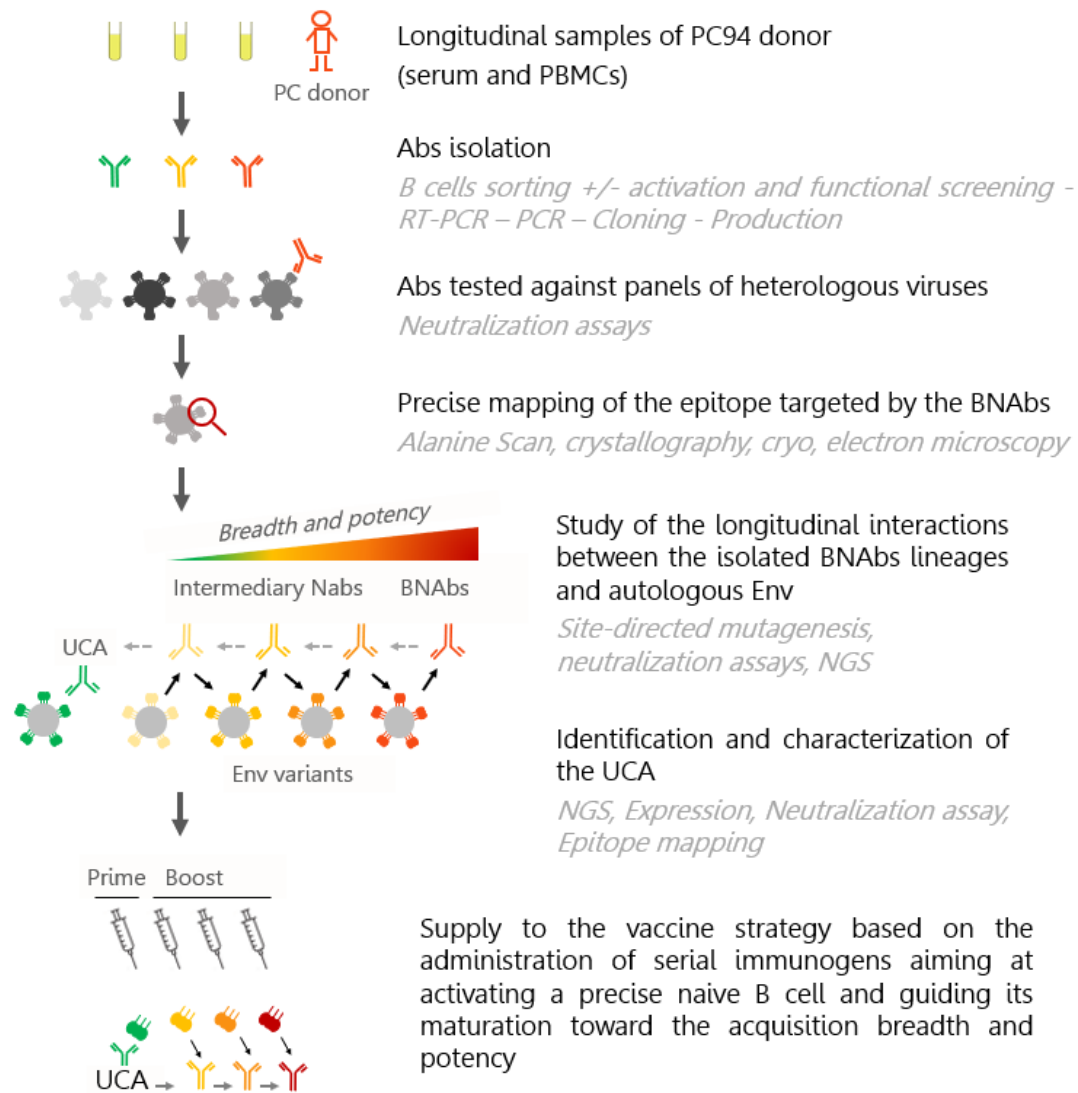 Longitudinal samples of PC94 donor
(serum and PBMCs)
PC donor
Abs isolation
B cells sorting +/- activation and functional screening -
RT-PCR – PCR – Cloning - Production
Abs tested against panels of heterologous viruses
Neutralization assays
Precise mapping of the epitope targeted by the BNAbs
Alanine Scan, crystallography, cryo, electron microscopy
Breadth and potency
Intermediary Nabs
BNAbs
UCA
Env variants
Study of the longitudinal interactions
between the isolated BNAbs lineages
and autologous Env
Site-directed mutagenesis,
neutralization assays, NGS
Identification and characterization of
the UCA
NGS, Expression, Neutralization assay,
Epitope mapping
Prime
Boost
UCA
Supply to the vaccine strategy based on the
administration of serial immunogens aiming at
activating a precise naive B cell and guiding its
maturation toward the acquisition breadth and
potency